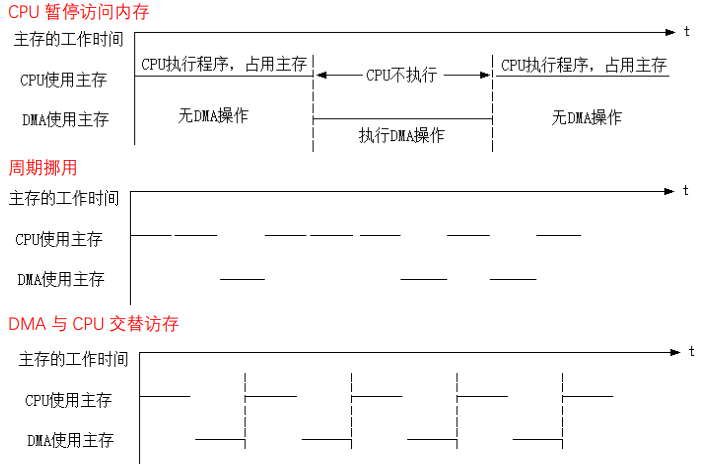 CPU 暂停访问内存
主存的工作时间
t
CPU使用主存
CPU执行程序，占用主存
CPU不执行
CPU执行程序，占用主存
DMA使用主存
无DMA操作
执行DMA操作
无DMA操作
周期挪用
主存的工作时间
t
CPU使用主存
DMA使用主存
DMA 与 CPU 交替访存
主存的工作时间
t
CPU使用主存
DMA使用主存